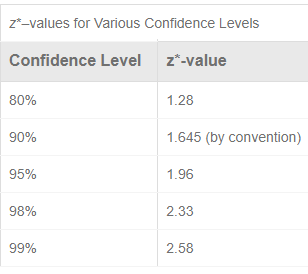 z*–values for Various Confidence Levels
Confidence Level z*-value
80% 1.28
90% 1.645 (by convention)
95% 1.96
98% 2.33
99% 2.58